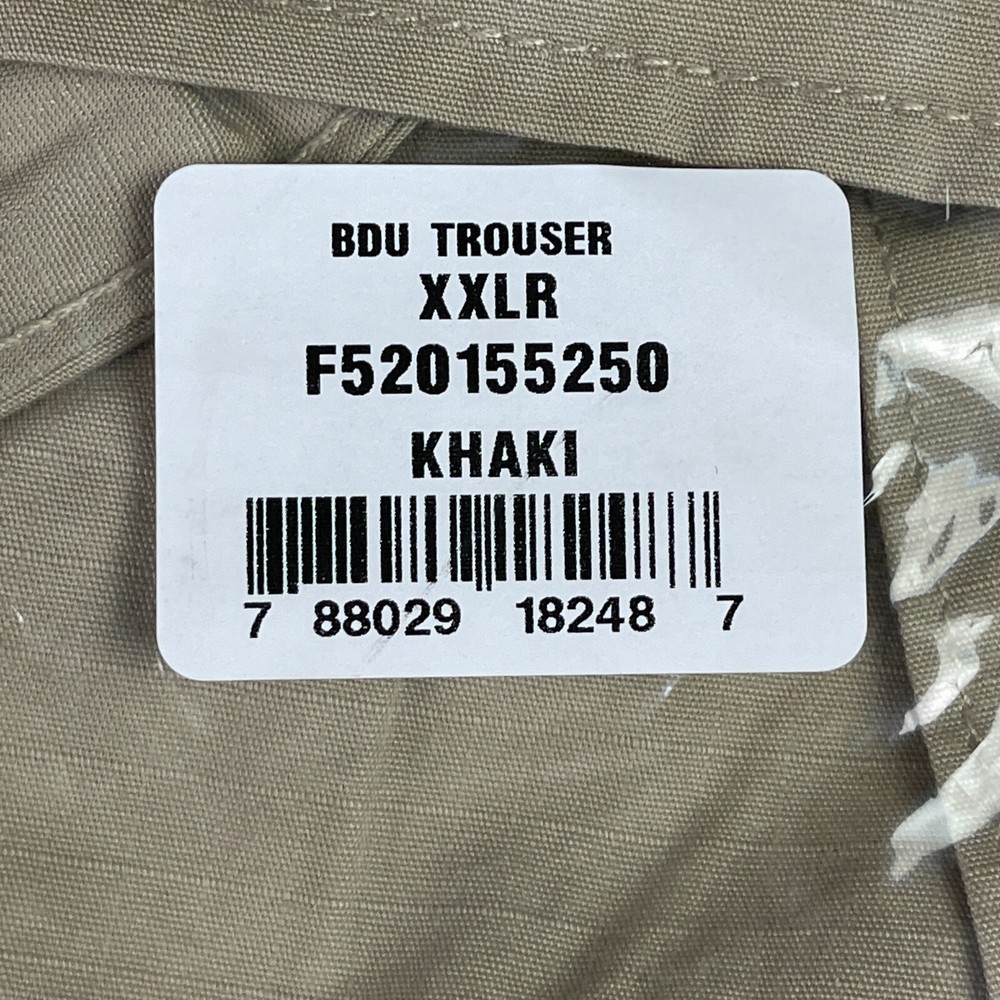 BDU TROUSER
XXLR
F520155250
KHAKI
7 88029 18248 7